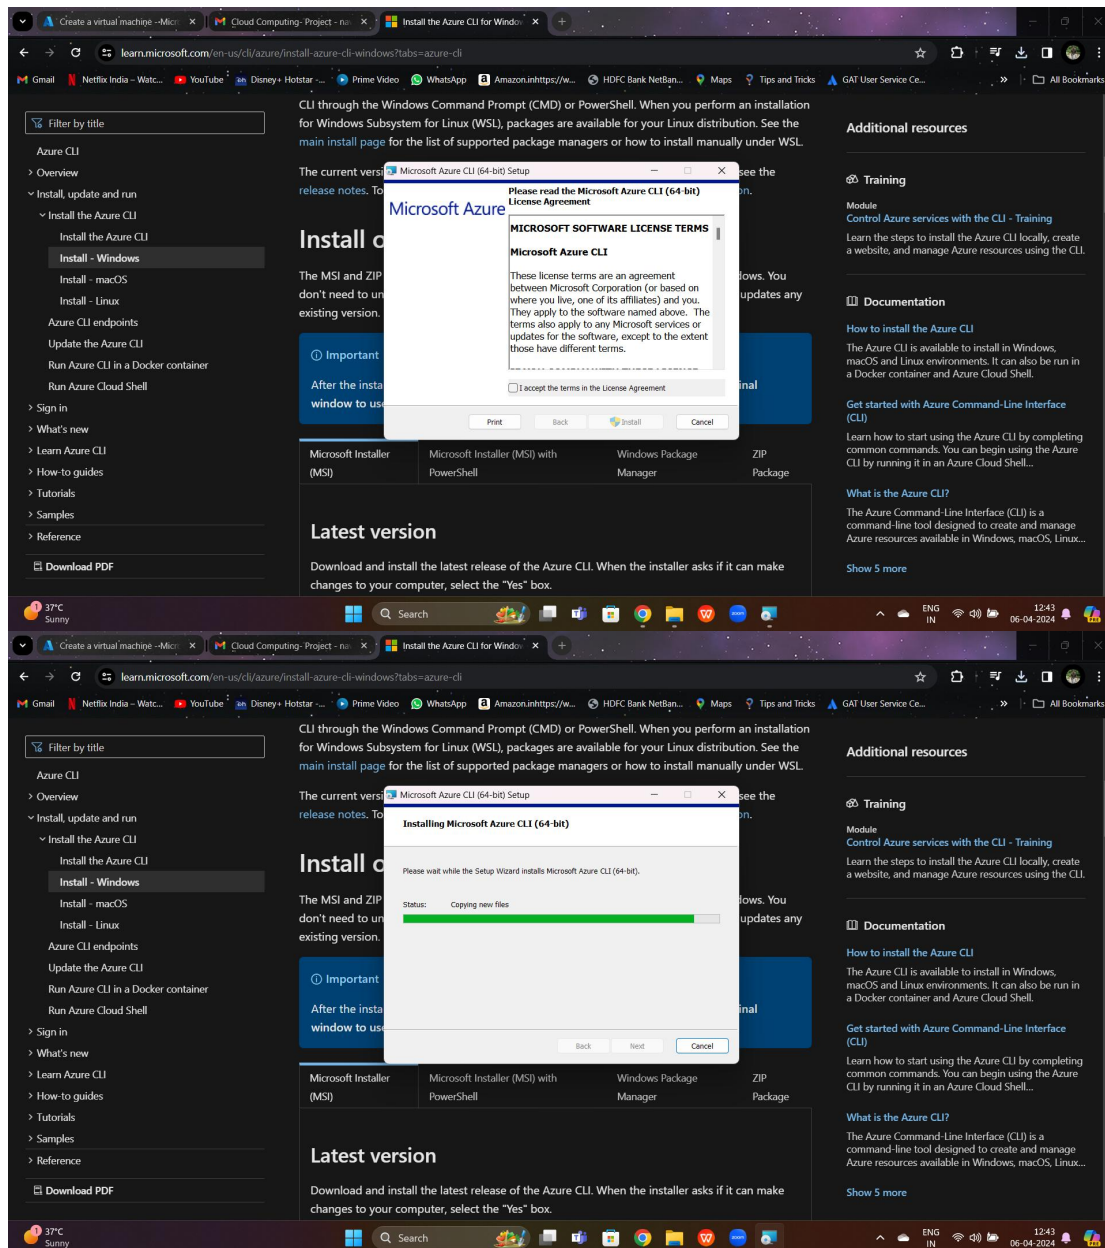 Create a virtual machine --Micr
Cloud Computing- Project - na
Install the Azure CLI for Window
learn.microsoft.com/en-us/cli/azure/install-azure-cli-windows?tabs=azure-cli
Gmail
Netflix India – Watc...
YouTube
Disney+ Hotstar -...
Prime Video
WhatsApp
Amazon.inhttps://w...
HDFC Bank NetBan...
Maps
Tips and Tricks
GAT User Service Ce...
»
All Bookmarks
Filter by title
Azure CLI
> Overview
Install, update and run
Install the Azure CLI
Install the Azure CLI
Install - Windows
Install - macOS
Install - Linux
Azure CLI endpoints
Update the Azure CLI
Run Azure CLI in a Docker container
Run Azure Cloud Shell
> Sign in
> What's new
> Learn Azure CLI
> How-to guides
> Tutorials
> Samples
> Reference
Download PDF
CLI through the Windows Command Prompt (CMD) or PowerShell. When you perform an installation
for Windows Subsystem for Linux (WSL), packages are available for your Linux distribution. See the
main install page for the list of supported package managers or how to install manually under WSL.
The current versi
see the
release notes. To
on.
Install o
The MSI and ZIP
lows. You
don't need to un
updates any
existing version.
Important
After the insta
inal
window to use
Microsoft Azure CLI (64-bit) Setup
Microsoft Azure
Please read the Microsoft Azure CLI (64-bit)
License Agreement
MICROSOFT SOFTWARE LICENSE TERMS
Microsoft Azure CLI
These license terms are an agreement
between Microsoft Corporation (or based on
where you live, one of its affiliates) and you.
They apply to the software named above. The
terms also apply to any Microsoft services or
updates for the software, except to the extent
those have different terms.
I accept the terms in the License Agreement
Print
Back
Install
Cancel
Microsoft Installer
(MSI)
Microsoft Installer (MSI) with
PowerShell
Windows Package
Manager
ZIP
Package
Latest version
Download and install the latest release of the Azure CLI. When the installer asks if it can make
changes to your computer, select the "Yes" box.
Additional resources
Training
Module
Control Azure services with the CLI - Training
Learn the steps to install the Azure CLI locally, create
a website, and manage Azure resources using the CLI.
Documentation
How to install the Azure CLI
The Azure CLI is available to install in Windows,
macOS and Linux environments. It can also be run in
a Docker container and Azure Cloud Shell.
Get started with Azure Command-Line Interface
(CLI)
Learn how to start using the Azure CLI by completing
common commands. You can begin using the Azure
CLI by running it in an Azure Cloud Shell...
What is the Azure CLI?
The Azure Command-Line Interface (CLI) is a
command-line tool designed to create and manage
Azure resources available in Windows, macOS, Linux...
Show 5 more
1
37°C
Sunny
Search
ENG
IN
12:43
06-04-2024
Create a virtual machine --Micr
Cloud Computing- Project - na
Install the Azure CLI for Window
learn.microsoft.com/en-us/cli/azure/install-azure-cli-windows?tabs=azure-cli
Gmail
Netflix India – Watc...
YouTube
Disney+ Hotstar -...
Prime Video
WhatsApp
Amazon.inhttps://w...
HDFC Bank NetBan...
Maps
Tips and Tricks
GAT User Service Ce...
»
All Bookmarks
Filter by title
Azure CLI
> Overview
Install, update and run
Install the Azure CLI
Install the Azure CLI
Install - Windows
Install - macOS
Install - Linux
Azure CLI endpoints
Update the Azure CLI
Run Azure CLI in a Docker container
Run Azure Cloud Shell
> Sign in
> What's new
> Learn Azure CLI
> How-to guides
> Tutorials
> Samples
> Reference
Download PDF
CLI through the Windows Command Prompt (CMD) or PowerShell. When you perform an installation
for Windows Subsystem for Linux (WSL), packages are available for your Linux distribution. See the
main install page for the list of supported package managers or how to install manually under WSL.
The current versi
see the
release notes. To
on.
Install o
The MSI and ZIP
lows. You
don't need to un
updates any
existing version.
Important
After the insta
inal
window to use
Microsoft Azure CLI (64-bit) Setup
Installing Microsoft Azure CLI (64-bit)
Please wait while the Setup Wizard installs Microsoft Azure CLI (64-bit).
Status: Copying new files
Back
Next
Cancel
Microsoft Installer
(MSI)
Microsoft Installer (MSI) with
PowerShell
Windows Package
Manager
ZIP
Package
Latest version
Download and install the latest release of the Azure CLI. When the installer asks if it can make
changes to your computer, select the "Yes" box.
Additional resources
Training
Module
Control Azure services with the CLI - Training
Learn the steps to install the Azure CLI locally, create
a website, and manage Azure resources using the CLI.
Documentation
How to install the Azure CLI
The Azure CLI is available to install in Windows,
macOS and Linux environments. It can also be run in
a Docker container and Azure Cloud Shell.
Get started with Azure Command-Line Interface
(CLI)
Learn how to start using the Azure CLI by completing
common commands. You can begin using the Azure
CLI by running it in an Azure Cloud Shell...
What is the Azure CLI?
The Azure Command-Line Interface (CLI) is a
command-line tool designed to create and manage
Azure resources available in Windows, macOS, Linux...
Show 5 more
1
37°C
Sunny
Search
ENG
IN
12:43
06-04-2024